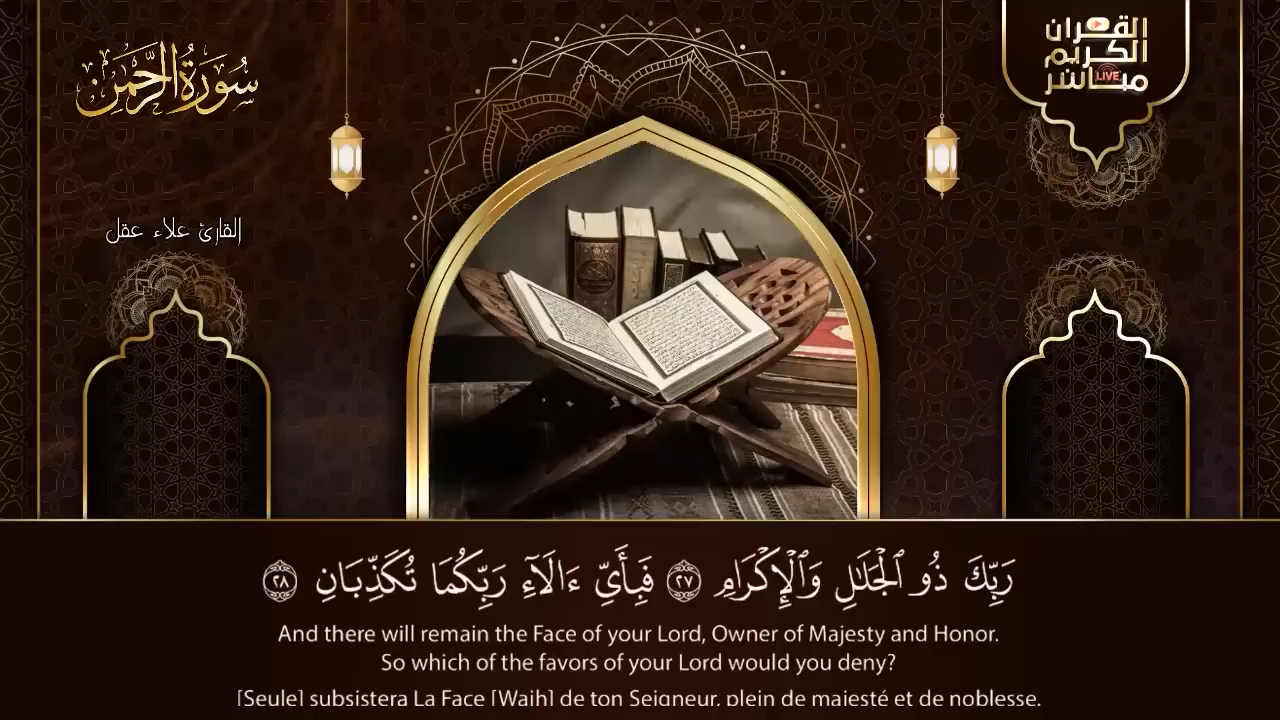 سُورَةُ الرَّحْمَن
القرآن
الكريم
مباشر
LIVE
القارئ علاء عقل
رَبِّكَ ذُو ٱلْجَلَٰلِ وَٱلْإِكْرَامِ ٢٧ فَبِأَىِّ ءَالَآءِ رَبِّكُمَا تُكَذِّبَانِ ٢٨
And there will remain the Face of your Lord, Owner of Majesty and Honor.
So which of the favors of your Lord would you deny?
[Seule] subsistera La Face [Wajh] de ton Seigneur, plein de majesté et de noblesse.